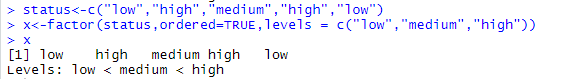 > status<-c("low","high","medium","high","low")
> x<-factor(status,ordered=TRUE,levels = c("low","medium","high"))
> x
[1] low    high   medium high   low
Levels: low < medium < high